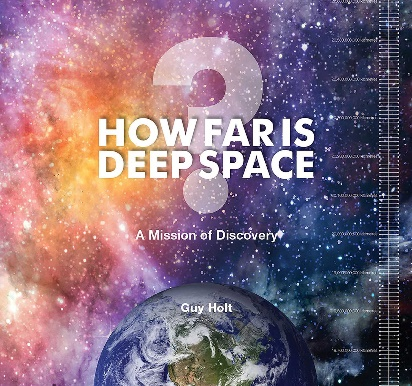 ?
HOW FAR IS
DEEP SPACE
A Mission of Discovery
Guy Holt